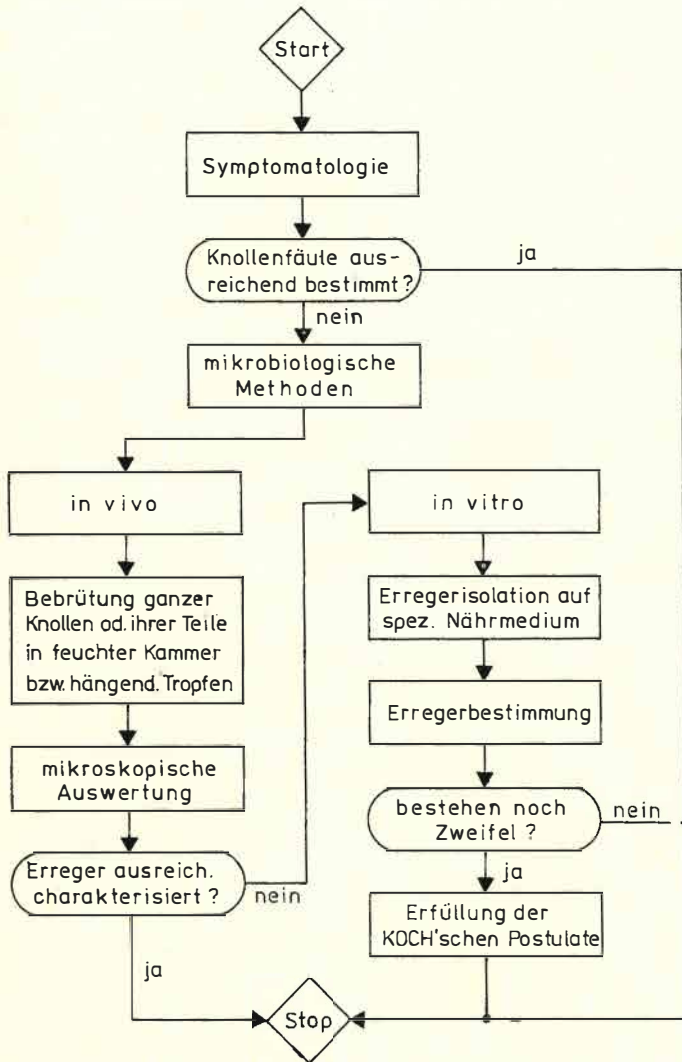 Start
Symptomatologie
Knollenfäule aus-
reichend bestimmt?
ja
nein
mikrobiologische
Methoden
in vivo
Bebrütung ganzer
Knollen od. ihrer Teile
in feuchter Kammer
bzw. hängend. Tropfen
mikroskopische
Auswertung
Erreger ausreich.
charakterisiert?
nein
ja
in vitro
Erregerisolation auf
spez. Nährmedium
Erregerbestimmung
bestehen noch
Zweifel?
nein
ja
Erfüllung der
KOCH'schen Postulate
Stop